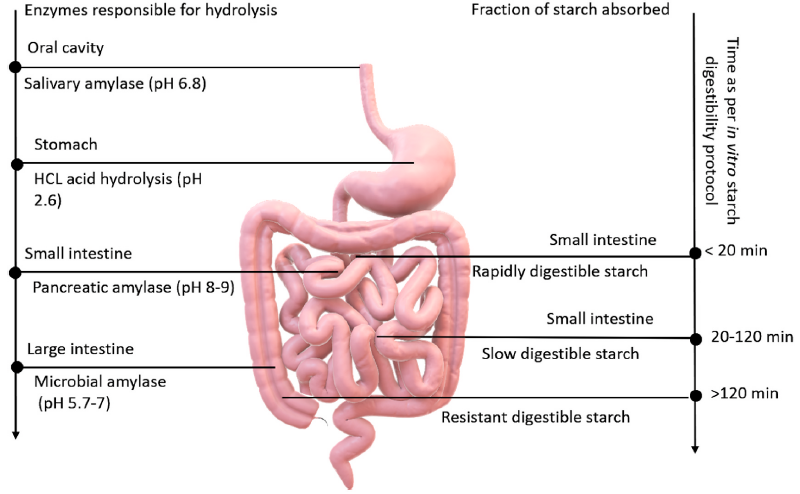 Enzymes responsible for hydrolysis
Fraction of starch absorbed
Oral cavity
Salivary amylase (pH 6.8)
Stomach
HCL acid hydrolysis (pH
2.6)
Small intestine
Pancreatic amylase (pH 8-9)
Large intestine
Microbial amylase
(pH 5.7-7)
Small intestine
Rapidly digestible starch
Small intestine
Slow digestible starch
Resistant digestible starch
Time as per in vitro starch
digestibility protocol
< 20 min
20-120 min
>120 min